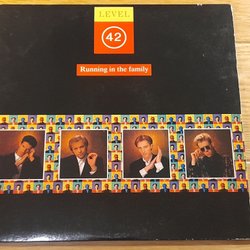 LEVEL
42
Running in the family